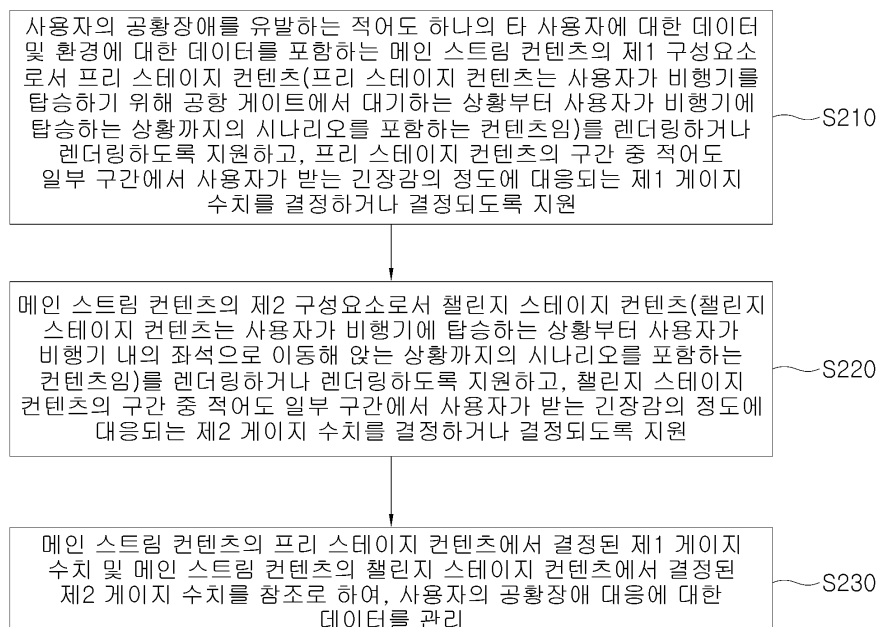 사용자의 공황장애를 유발하는 적어도 하나의 타 사용자에 대한 데이터
및 환경에 대한 데이터를 포함하는 메인 스트림 컨텐츠의 제1 구성요소
로서 프리 스테이지 컨텐츠(프리 스테이지 컨텐츠는 사용자가 비행기를
탑승하기 위해 공항 게이트에서 대기하는 상황부터 사용자가 비행기에
탑승하는 상황까지의 시나리오를 포함하는 컨텐츠임)를 렌더링하거나
렌더링하도록 지원하고, 프리 스테이지 컨텐츠의 구간 중 적어도
일부 구간에서 사용자가 받는 긴장감의 정도에 대응되는 제1 게이지
수치를 결정하거나 결정되도록 지원
S210
메인 스트림 컨텐츠의 제2 구성요소로서 챌린지 스테이지 컨텐츠(챌린지
스테이지 컨텐츠는 사용자가 비행기에 탑승하는 상황부터 사용자가
비행기 내의 좌석으로 이동해 앉는 상황까지의 시나리오를 포함하는
컨텐츠임)를 렌더링하거나 렌더링하도록 지원하고, 챌린지 스테이지
컨텐츠의 구간 중 적어도 일부 구간에서 사용자가 받는 긴장감의 정도에
대응되는 제2 게이지 수치를 결정하거나 결정되도록 지원
S220
메인 스트림 컨텐츠의 프리 스테이지 컨텐츠에서 결정된 제1 게이지
수치 및 메인 스트림 컨텐츠의 챌린지 스테이지 컨텐츠에서 결정된
제2 게이지 수치를 참조로 하여, 사용자의 공황장애 대응에 대한
데이터를 관리
S230